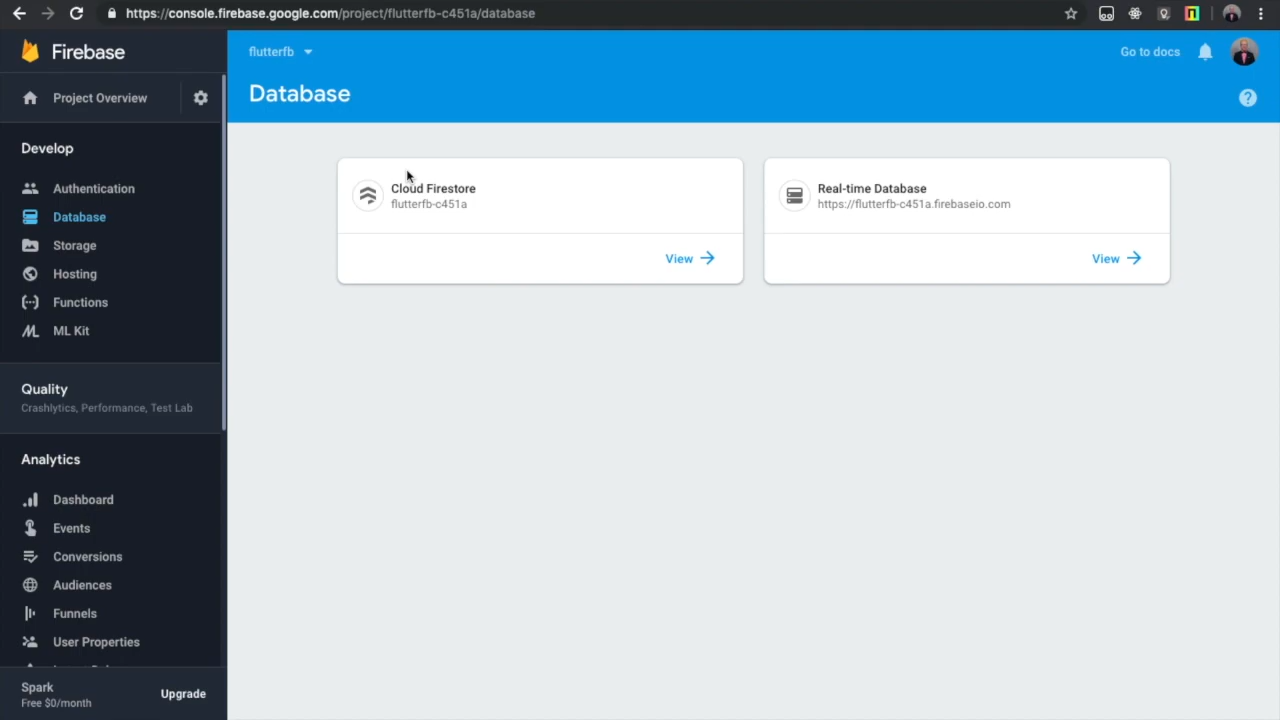 https://console.firebase.google.com/project/flutterfb-c451a/database
Firebase
flutterfb
Go to docs
Project Overview
Database
Develop
Authentication
Database
Storage
Hosting
Functions
ML Kit
Cloud Firestore
flutterfb-c451a
View
Real-time Database
https://flutterfb-c451a.firebaseio.com
View
Quality
Crashlytics, Performance, Test Lab
Analytics
Dashboard
Events
Conversions
Audiences
Funnels
User Properties
Spark
Free $0/month
Upgrade